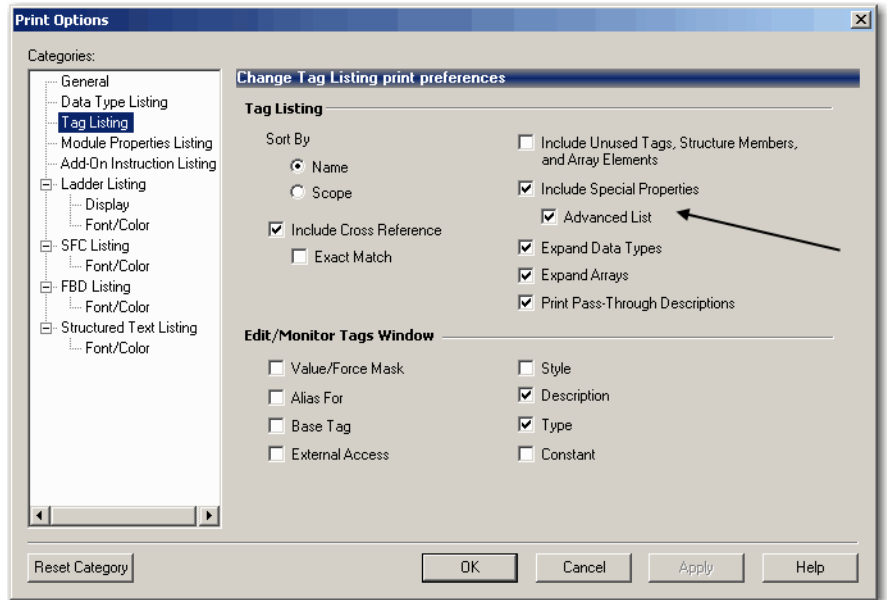 Print Options
Categories:
General
Data Type Listing
Tag Listing
Module Properties Listing
Add-On Instruction Listing
Ladder Listing
Display
Font/Color
SFC Listing
Font/Color
FBD Listing
Font/Color
Structured Text Listing
Font/Color
Change Tag Listing print preferences
Tag Listing
Sort By
Name
Scope
Include Cross Reference
Exact Match
Include Unused Tags, Structure Members,
and Array Elements
Include Special Properties
Advanced List
Expand Data Types
Expand Arrays
Print Pass-Through Descriptions
Edit/Monitor Tags Window
Value/Force Mask
Alias For
Base Tag
External Access
Style
Description
Type
Constant
Reset Category
OK
Cancel
Apply
Help